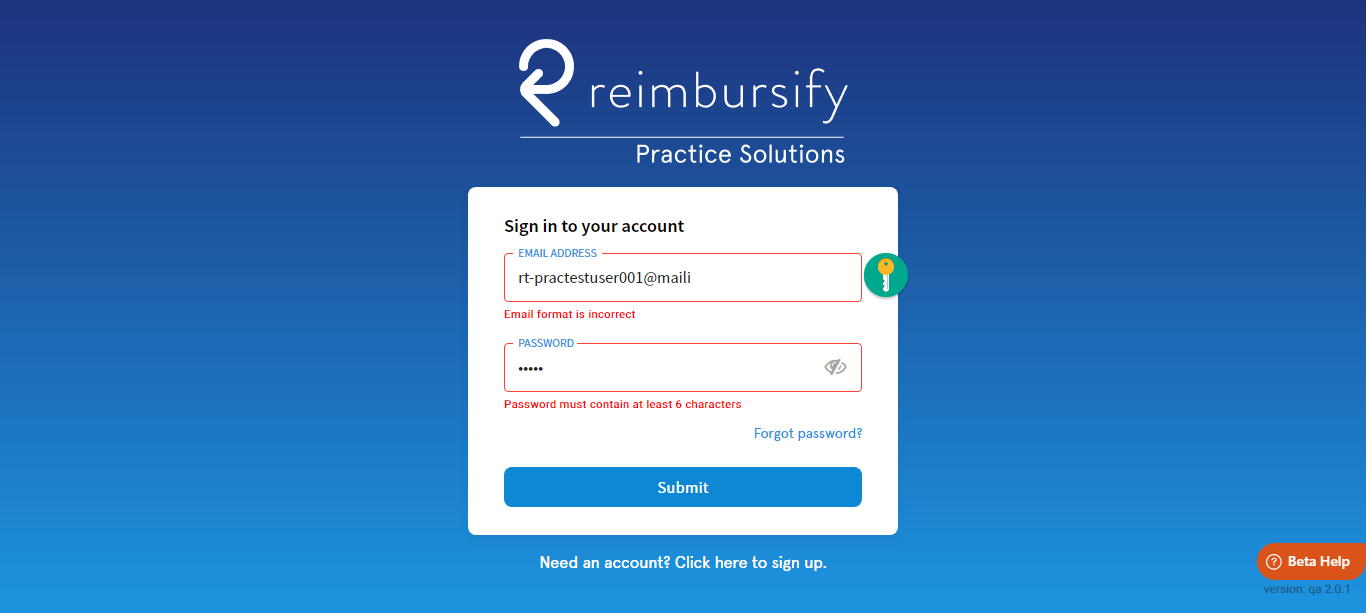 reimbursify
Practice Solutions
Sign in to your account
EMAIL ADDRESS
rt-practestuser001@maili
Email format is incorrect
PASSWORD
•••••
Password must contain at least 6 characters
Forgot password?
Submit
Need an account? Click here to sign up.
? Beta Help
version: qa 2.0.1